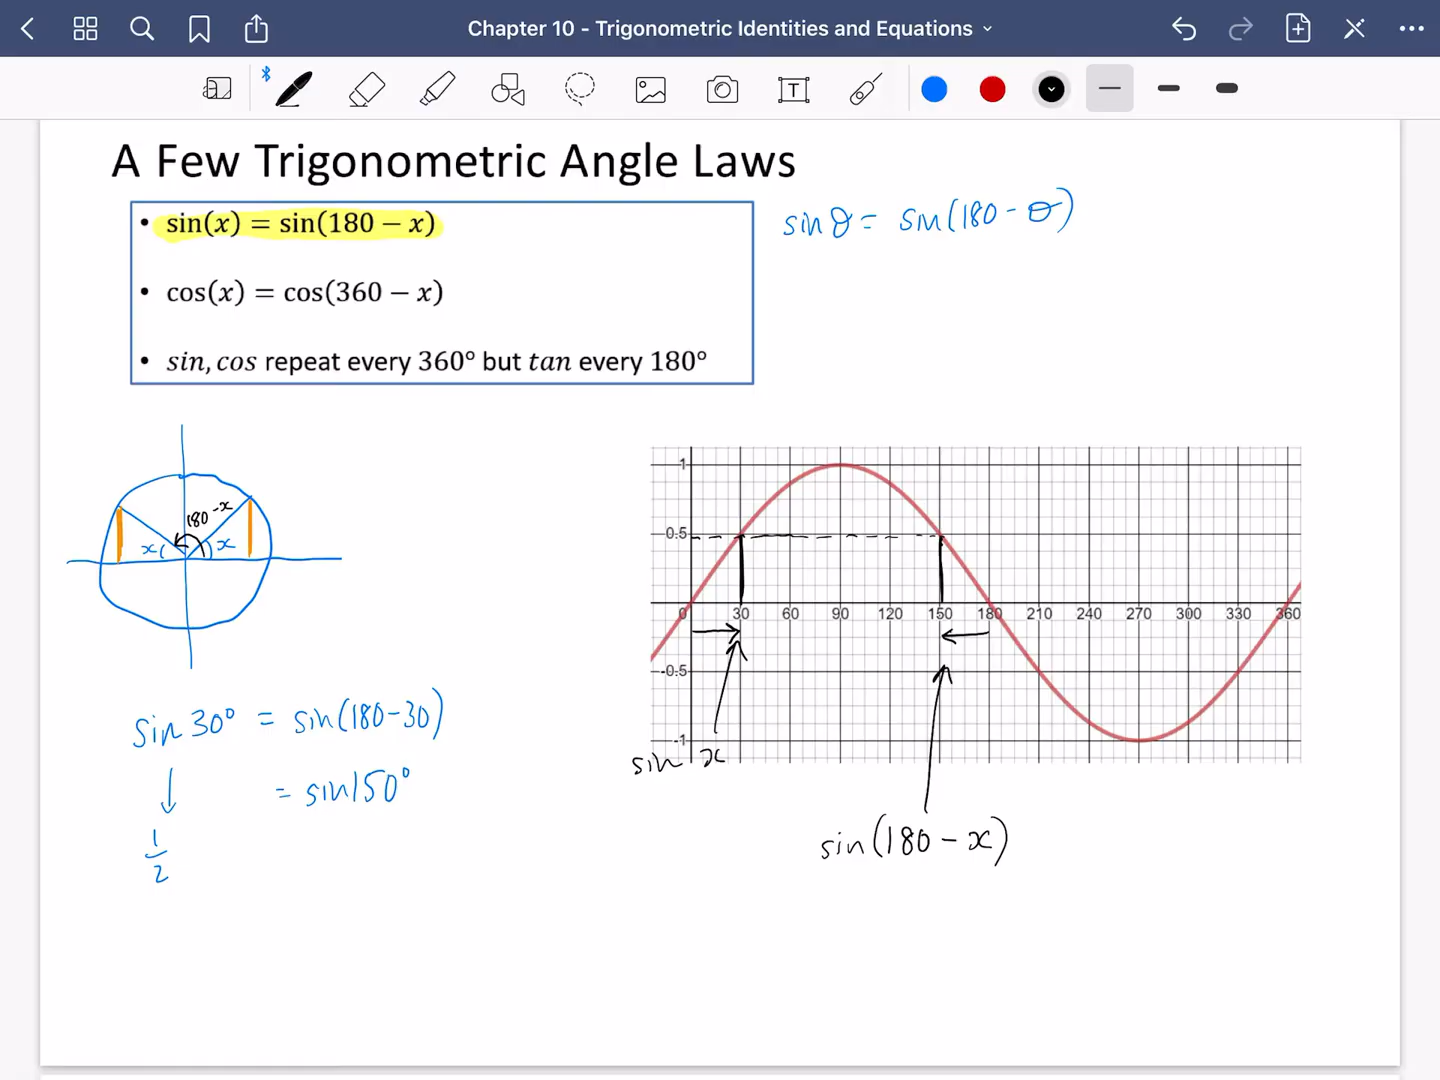 Chapter 10 - Trigonometric Identities and Equations
A Few Trigonometric Angle Laws
• sin(x) = sin(180 − x)
sin θ = sin(180 - θ)
• cos(x) = cos(360 − x)
• sin, cos repeat every 360° but tan every 180°
180 - x
x x
1
0.5
0 30 60 90 120 150 180 210 240 270 300 330 360
-0.5
-1
sin 30° = sin(180-30)
sin x
= sin 150°
1/2
sin(180 - x)